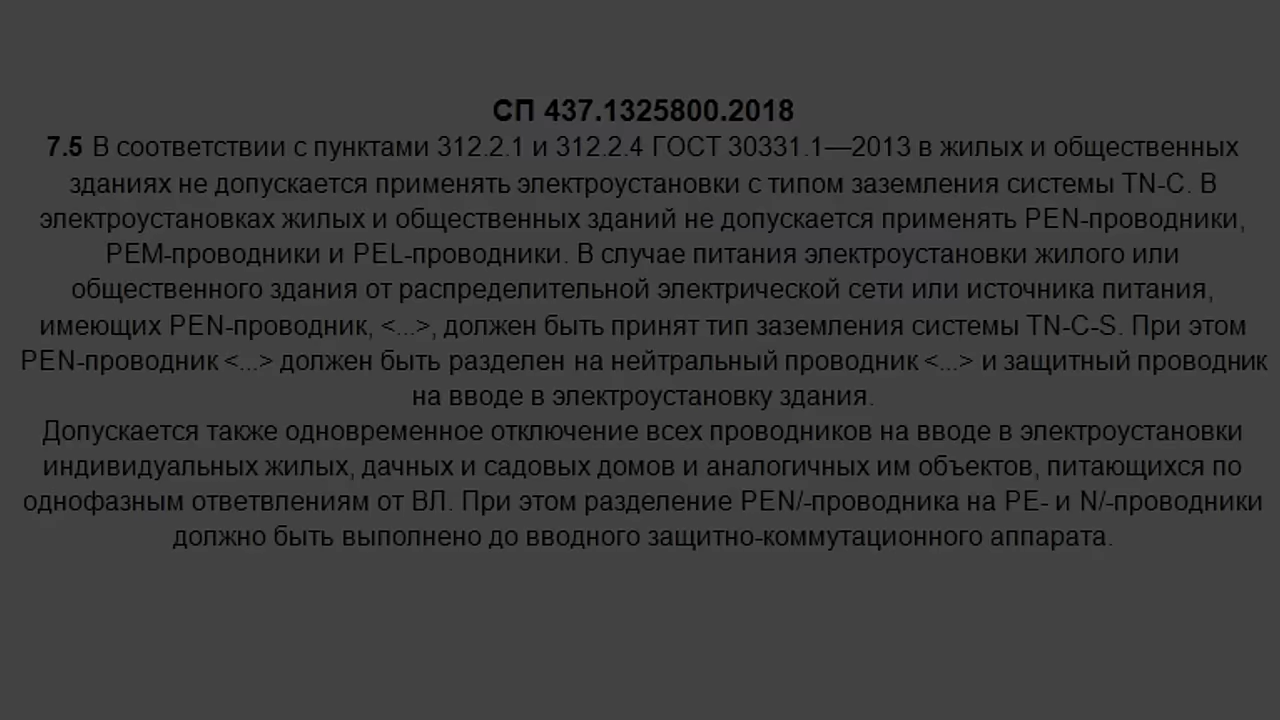 СП 437.1325800.2018
7.5 В соответствии с пунктами 312.2.1 и 312.2.4 ГОСТ 30331.1—2013 в жилых и общественных
зданиях не допускается применять электроустановки с типом заземления системы TN-C. В
электроустановках жилых и общественных зданий не допускается применять PEN-проводники,
PEM-проводники и PEL-проводники. В случае питания электроустановки жилого или
общественного здания от распределительной электрической сети или источника питания,
имеющих PEN-проводник, <...>, должен быть принят тип заземления системы TN-C-S. При этом
PEN-проводник <...> должен быть разделен на нейтральный проводник <...> и защитный проводник
на вводе в электроустановку здания.
Допускается также одновременное отключение всех проводников на вводе в электроустановки
индивидуальных жилых, дачных и садовых домов и аналогичных им объектов, питающихся по
однофазным ответвлениям от ВЛ. При этом разделение PEN/-проводника на PE- и N/-проводники
должно быть выполнено до вводного защитно-коммутационного аппарата.